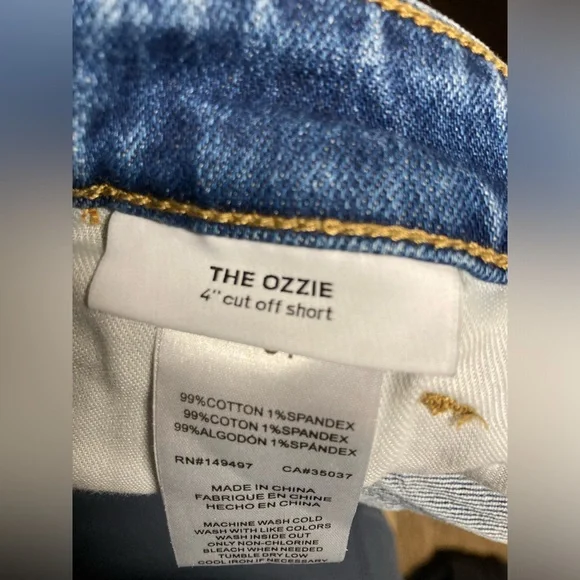 THE OZZIE
4" cut off short
99%COTTON 1%SPANDEX
99%COTON 1%SPANDEX
99%ALGODÓN 1%SPÁNDEX
RN#149497 CA#35037
MADE IN CHINA
FABRIQUE EN CHINE
HECHO EN CHINA
MACHINE WASH COLD
WASH WITH LIKE COLORS
WASH INSIDE OUT
ONLY NON-CHLORINE
BLEACH WHEN NEEDED
TUMBLE DRY LOW
COOL IRON IF NECESSARY